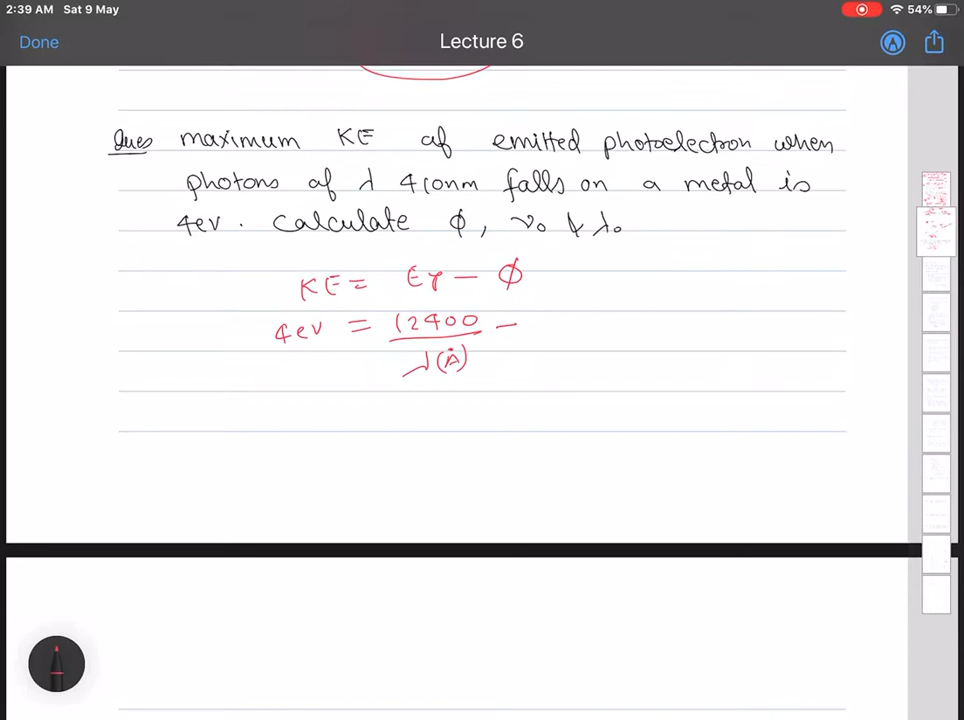 2:39 AM Sat 9 May 54%
Done Lecture 6
Ques maximum KE of emitted photoelectron when
photons of λ 410nm falls on a metal is
4ev. Calculate ϕ, ν₀ & λ₀
KE = Eγ − ϕ
4ev = 12400 / λ(Å) −